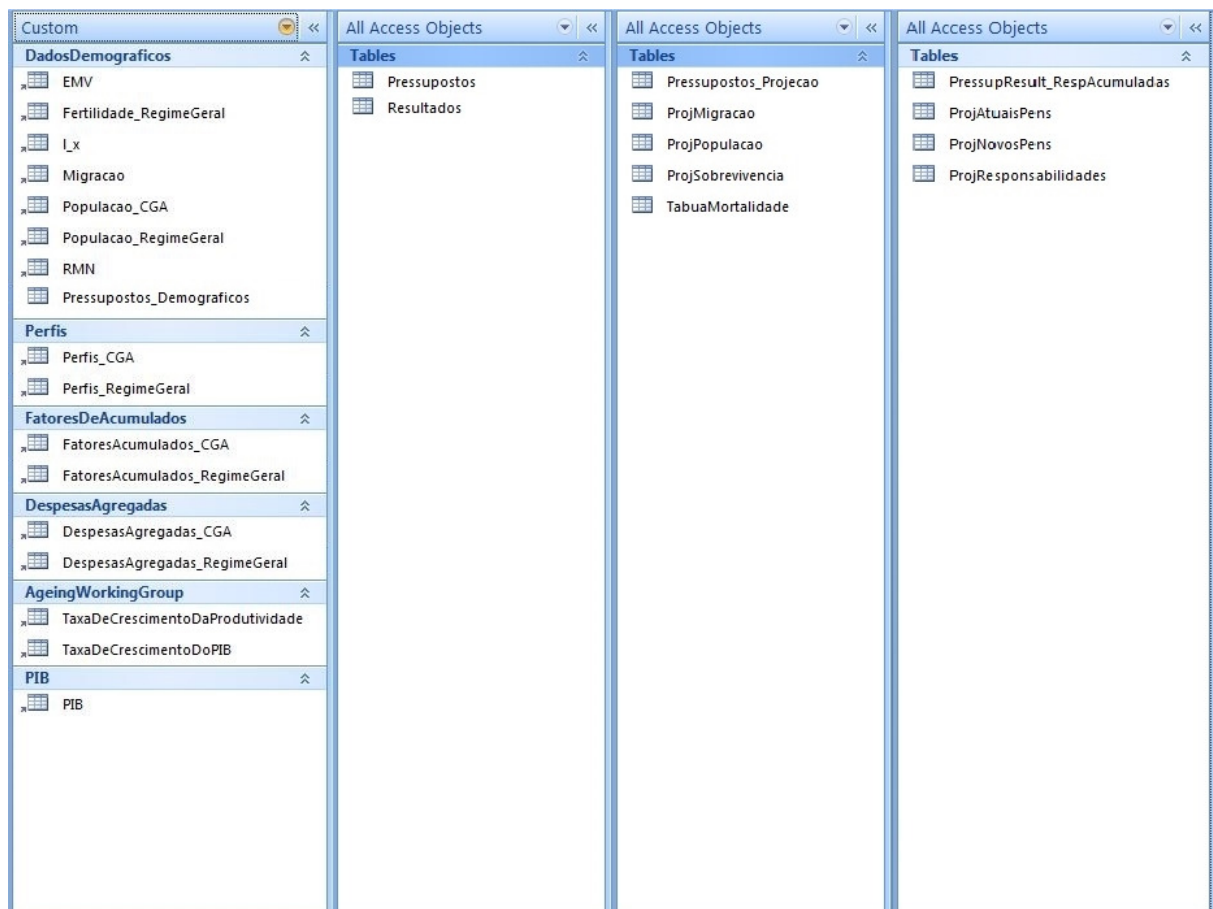 Custom
DadosDemograficos
EMV
Fertilidade_RegimeGeral
l_x
Migracao
Populacao_CGA
Populacao_RegimeGeral
RMN
Pressupostos_Demograficos
Perfis
Perfis_CGA
Perfis_RegimeGeral
FatoresDeAcumulados
FatoresAcumulados_CGA
FatoresAcumulados_RegimeGeral
DespesasAgregadas
DespesasAgregadas_CGA
DespesasAgregadas_RegimeGeral
AgeingWorkingGroup
TaxaDeCrescimentoDaProdutividade
TaxaDeCrescimentoDoPIB
PIB
PIB
All Access Objects
Tables
Pressupostos
Resultados
All Access Objects
Tables
Pressupostos_Projecao
ProjMigracao
ProjPopulacao
ProjSobrevivencia
TabuaMortalidade
All Access Objects
Tables
PressupResult_RespAcumuladas
ProjAtuaisPens
ProjNovosPens
ProjResponsabilidades